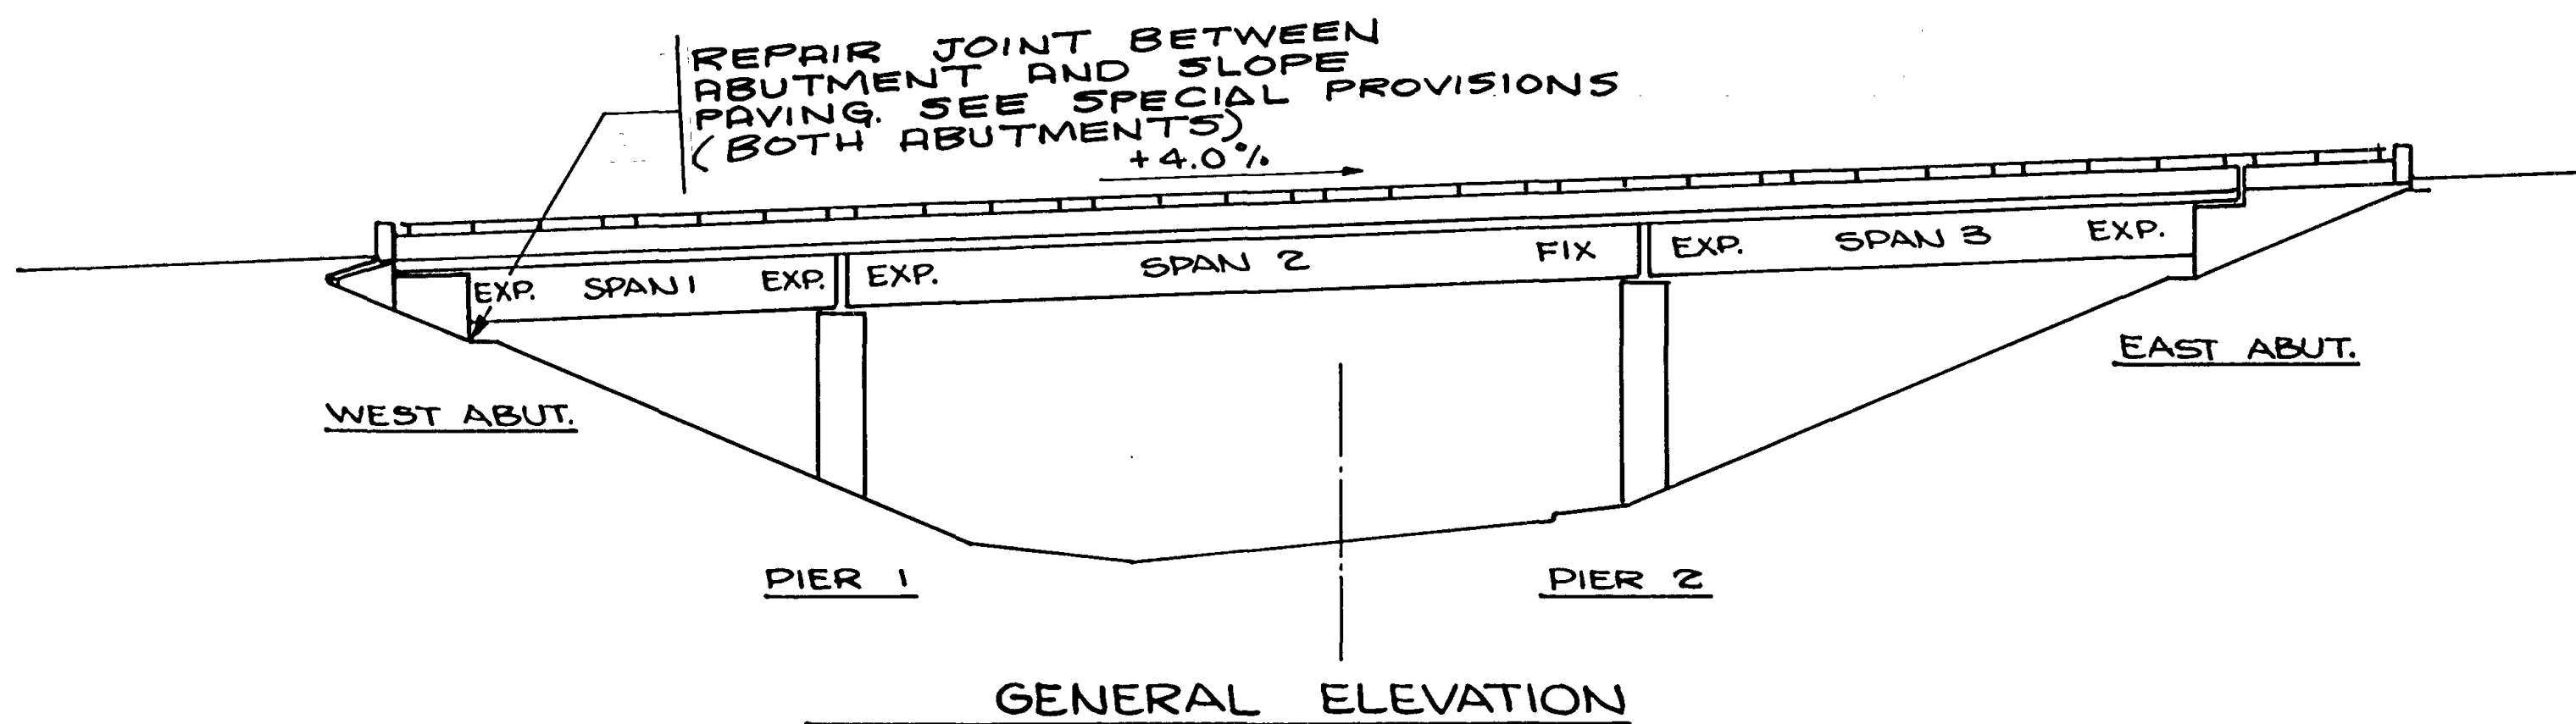 REPAIR JOINT BETWEEN
ABUTMENT AND SLOPE
PAVING. SEE SPECIAL PROVISIONS
(BOTH ABUTMENTS)
+4.0%
EXP. SPAN 1 EXP. EXP. SPAN 2 FIX EXP. SPAN 3 EXP.
WEST ABUT.
EAST ABUT.
PIER 1
PIER 2
GENERAL ELEVATION